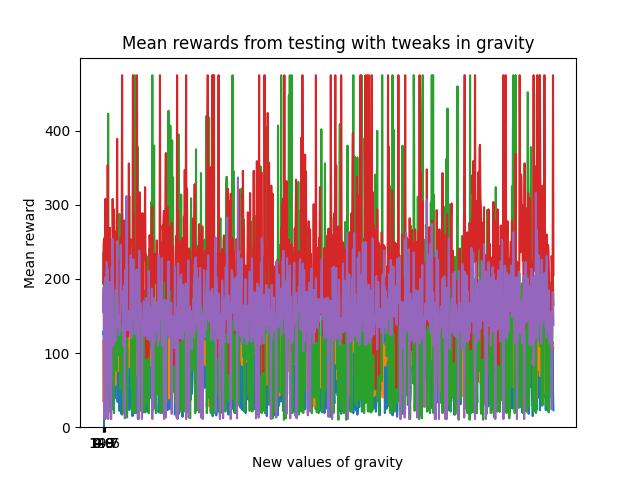 Mean rewards from testing with tweaks in gravity
Mean reward
400
300
200
100
0
New values of gravity